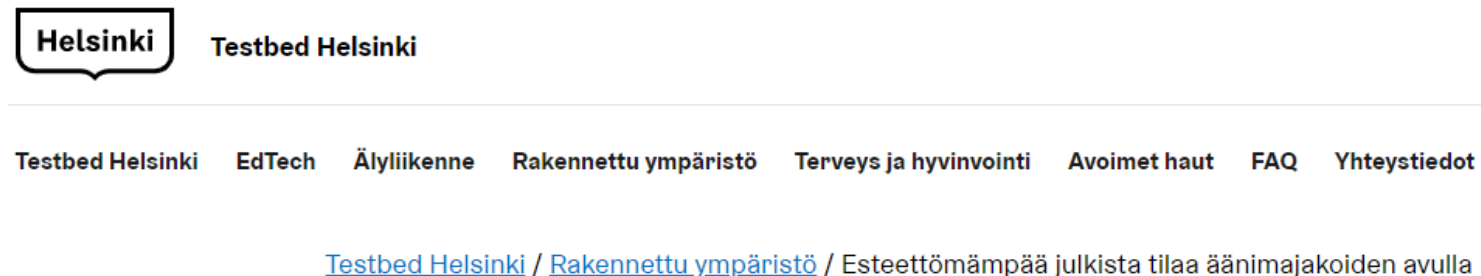 Helsinki
Testbed Helsinki
Testbed Helsinki EdTech Älyliikenne Rakennettu ympäristö Terveys ja hyvinvointi Avoimet haut FAQ Yhteystiedot
Testbed Helsinki / Rakennettu ympäristö / Esteettömämpää julkista tilaa äänimajakoiden avulla